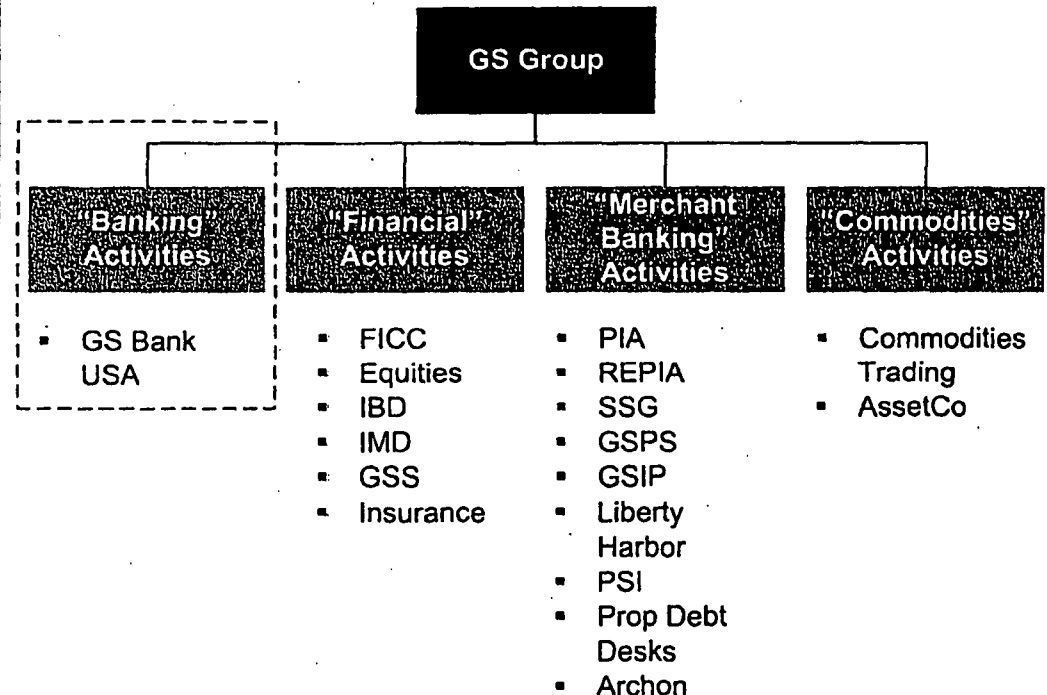 GS Group
"Banking"
Activities
▪ GS Bank
USA
"Financial"
Activities
▪ FICC
▪ Equities
▪ IBD
▪ IMD
▪ GSS
▪ Insurance
"Merchant
Banking"
Activities
▪ PIA
▪ REPIA
▪ SSG
▪ GSPS
▪ GSIP
▪ Liberty
Harbor
▪ PSI
▪ Prop Debt
Desks
▪ Archon
"Commodities"
Activities
▪ Commodities
Trading
▪ AssetCo